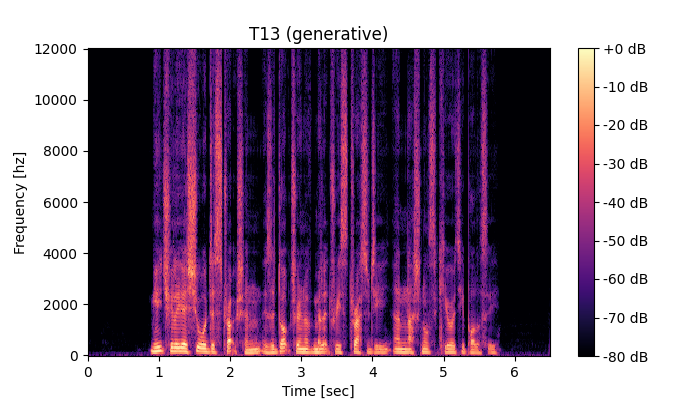 T13 (generative)
12000
10000
8000
6000
4000
2000
0
Frequency [hz]
0 1 2 3 4 5 6
Time [sec]
+0 dB
-10 dB
-20 dB
-30 dB
-40 dB
-50 dB
-60 dB
-70 dB
-80 dB